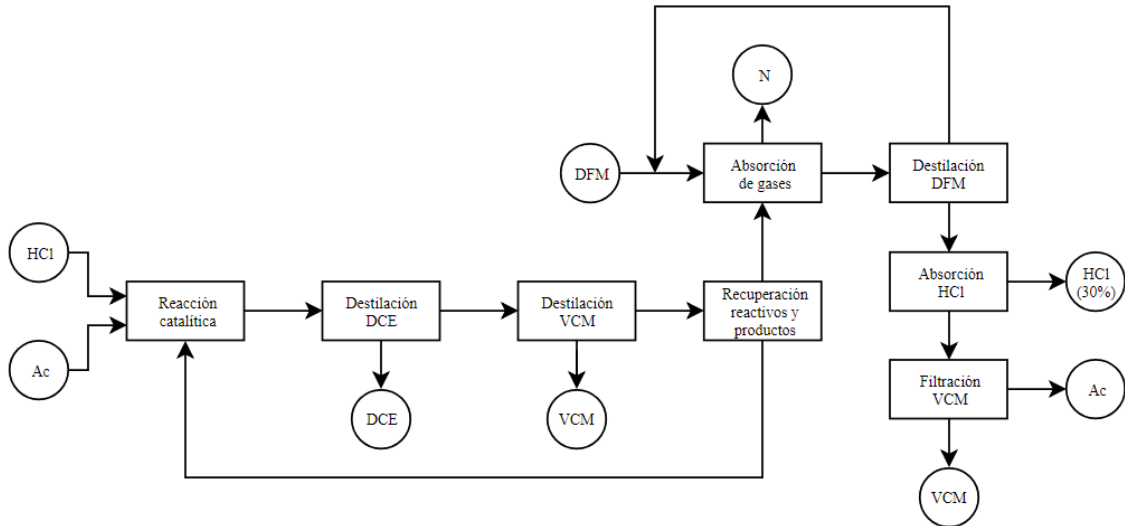 N
DFM
Absorción
de gases
Destilación
DFM
HCl
Ac
Reacción
catalítica
Destilación
DCE
Destilación
VCM
Recuperación
reactivos y
productos
Absorción
HCl
HCl
(30%)
DCE
VCM
Filtración
VCM
Ac
VCM